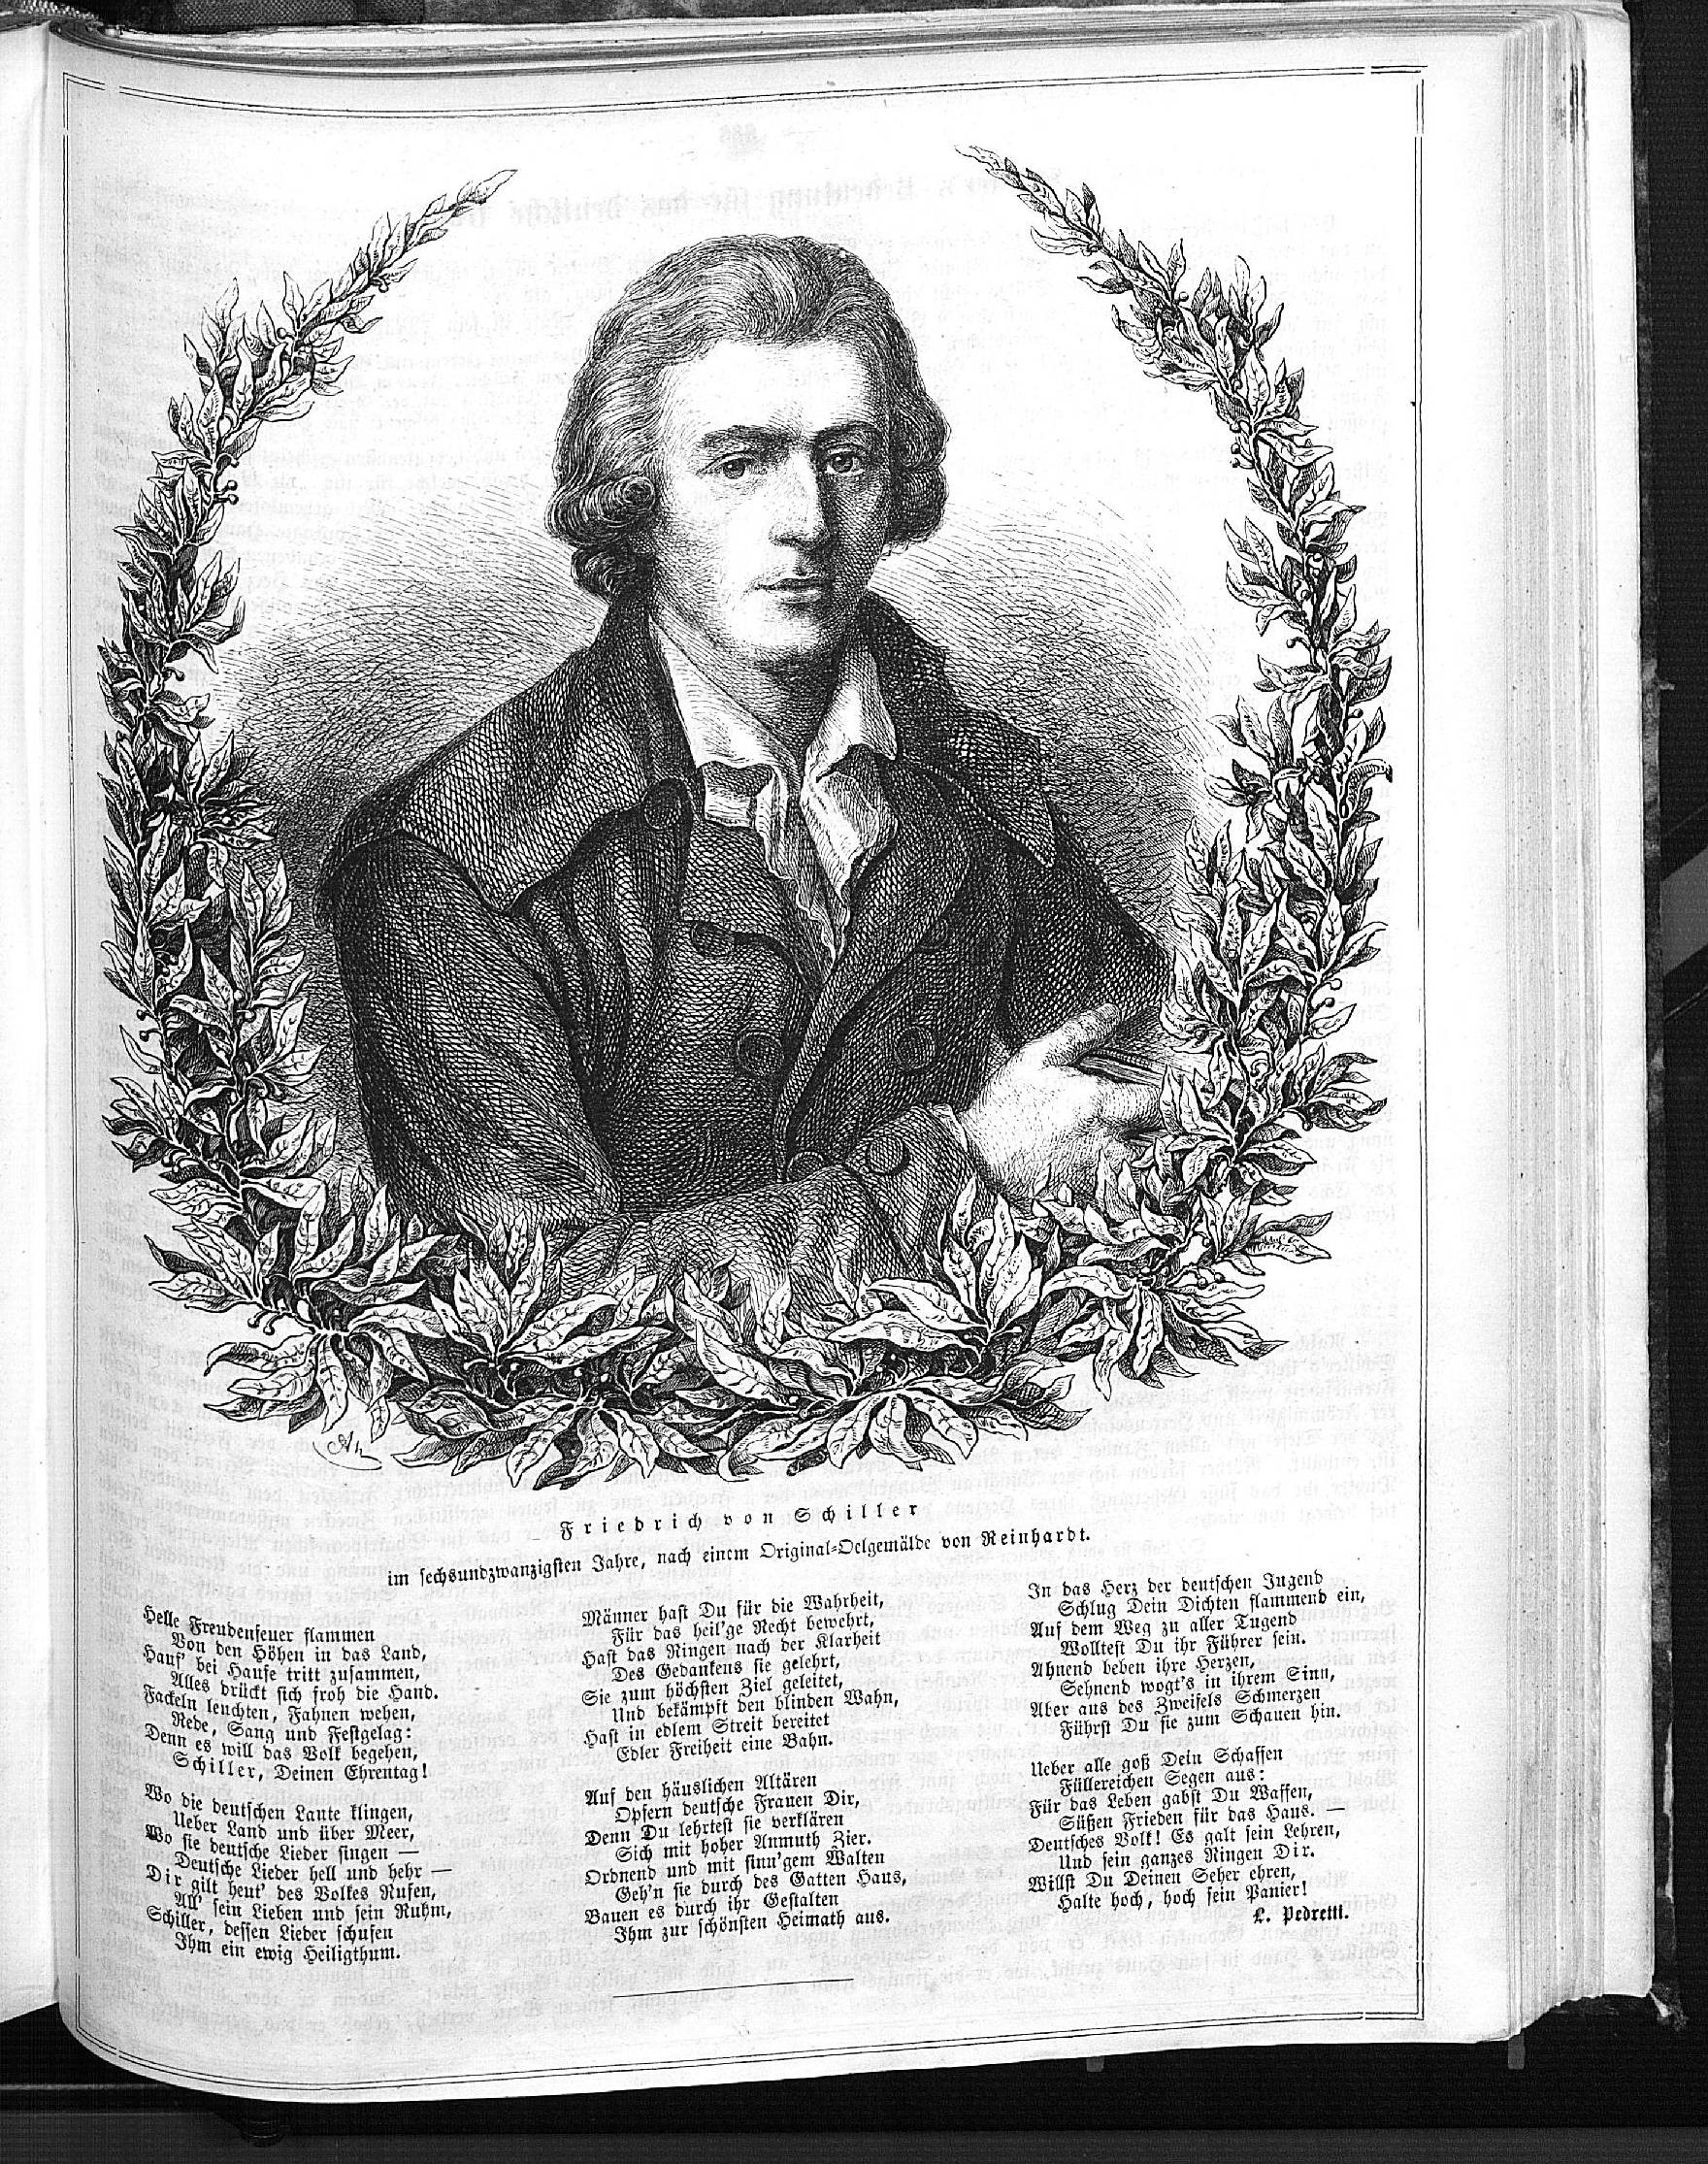 Friedrich von Schiller
im sechsundzwanzigsten Jahre, nach einem Original-Oelgemälde von Reinhardt.
Helle Freudenfeuer flammen
Von den Höhen in das Land,
Hauf' bei Haufe tritt zusammen,
Alles drückt sich froh die Hand.
Fackeln leuchten, Fahnen wehen,
Rede, Sang und Festgelag:
Denn es will das Volk begehen,
Schiller, Deinen Ehrentag!
Wo die deutschen Laute klingen,
Ueber Land und über Meer,
Wo sie deutsche Lieder singen —
Deutsche Lieder hell und hehr —
Dir gilt heut' des Volkes Rufen,
All' sein Lieben und sein Ruhm,
Schiller, dessen Lieder schufen
Ihm ein ewig Heiligthum.
Männer hast Du für die Wahrheit,
Für das heil'ge Recht bewehrt,
Hast das Ringen nach der Klarheit
Des Gedankens sie gelehrt,
Sie zum höchsten Ziel geleitet,
Und bekämpft den blinden Wahn,
Hast in edlem Streit bereitet
Edler Freiheit eine Bahn.
Auf den häuslichen Altären
Opfern deutsche Frauen Dir,
Denn Du lehrtest sie verklären
Sich mit hoher Anmuth Zier.
Ordnend und mit sinn'gem Walten
Geh'n sie durch des Gatten Haus,
Bauen es durch ihr Gestalten
Ihm zur schönsten Heimath aus.
In das Herz der deutschen Jugend
Schlug Dein Dichten flammend ein,
Auf dem Weg zu aller Tugend
Wolltest Du ihr Führer sein.
Ahnend beben ihre Herzen,
Sehnend wogt's in ihrem Sinn,
Aber aus des Zweifels Schmerzen
Führst Du sie zum Schauen hin.
Ueber alle goß Dein Schaffen
Füllereichen Segen aus:
Für das Leben gabst Du Waffen,
Süßen Frieden für das Haus. —
Deutsches Volk! Es galt sein Lehren,
Und sein ganzes Ringen Dir.
Willst Du Deinen Seher ehren,
Halte hoch, hoch sein Panier!
L. Pedretti.